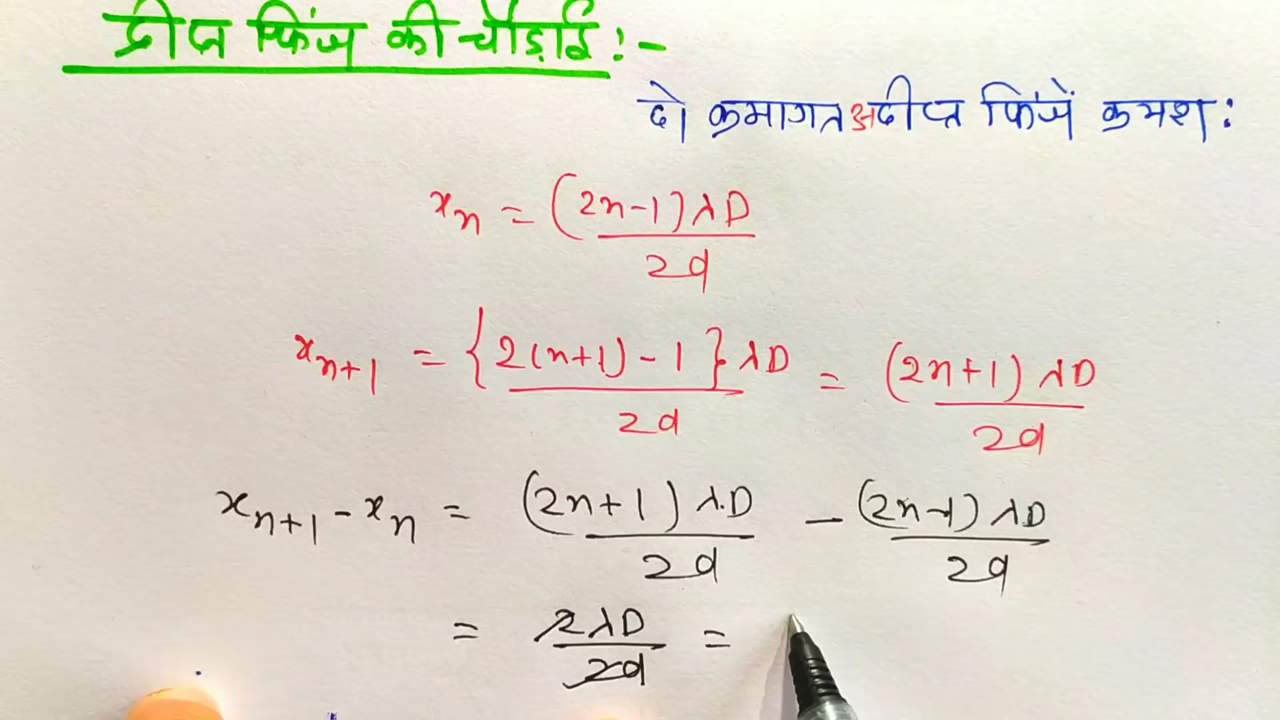 दीप्त फ्रिंज की चौड़ाई :-
दो क्रमागत अदीप्त फ्रिंजें क्रमश :
xₙ = (2n-1) λD / 2d
xₙ₊₁ = {2(n+1) - 1} λD / 2d = (2n+1) λD / 2d
xₙ₊₁ - xₙ = (2n+1) λ.D / 2d - (2n-1) λD / 2d
= 2λD / 2d =